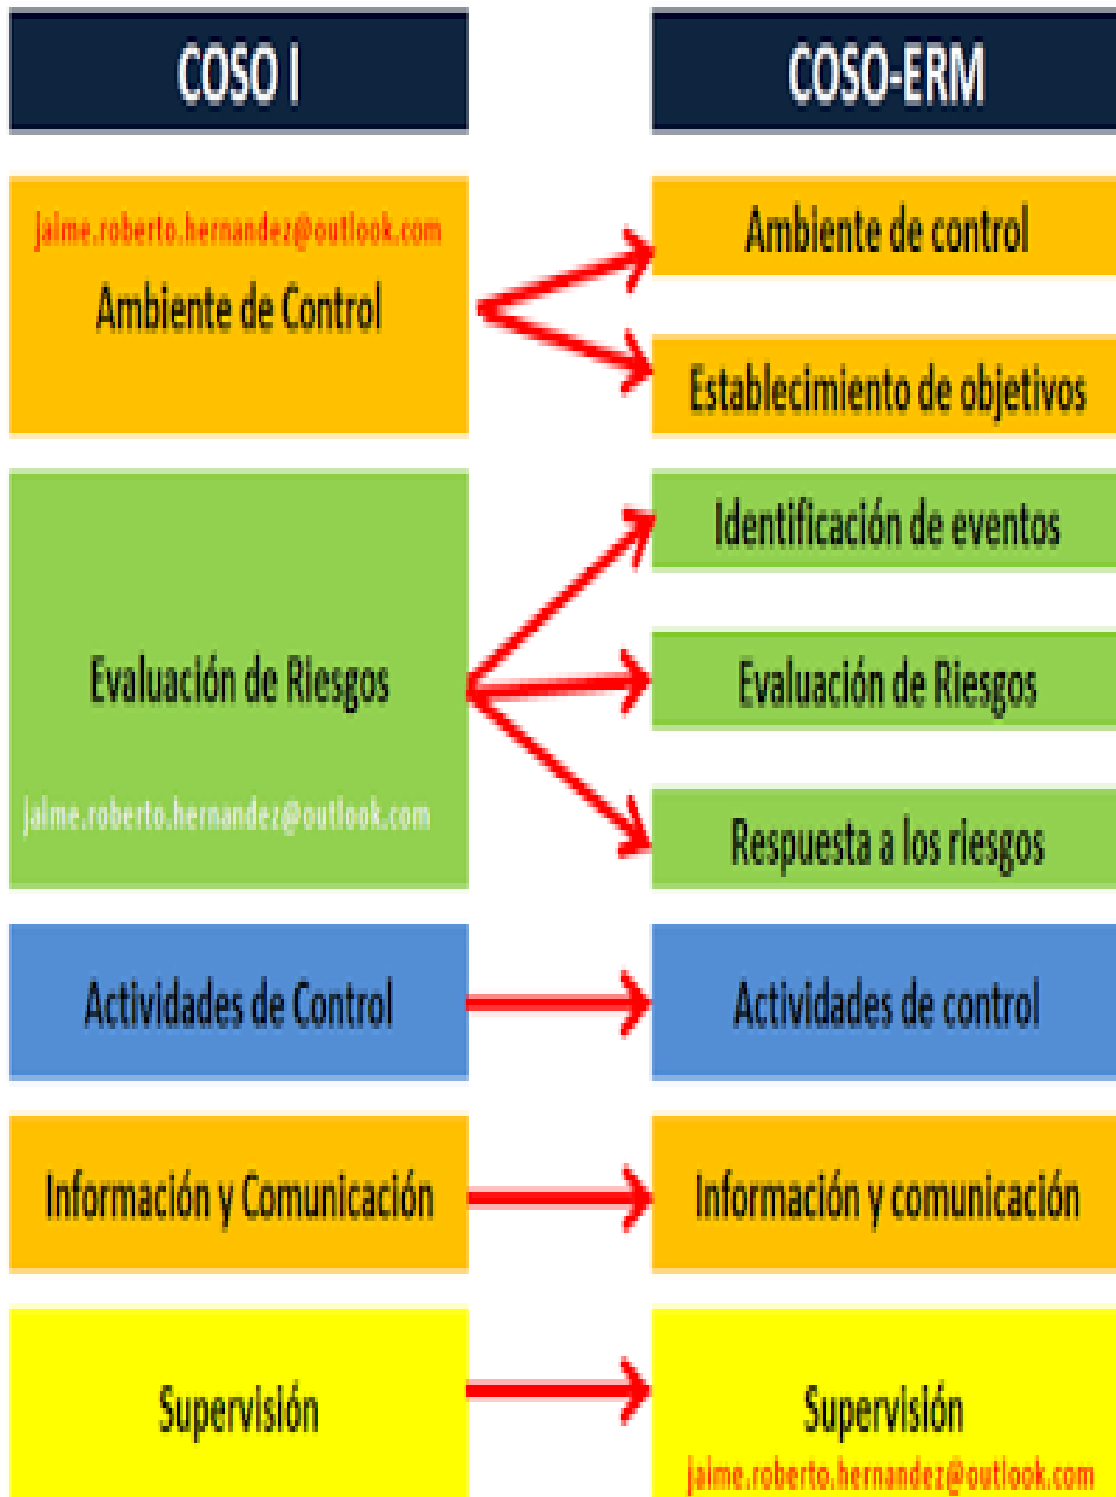 COSO I
COSO-ERM
jaime.roberto.hernandez@outlook.com
Ambiente de Control
Ambiente de control
Establecimiento de objetivos
Evaluación de Riesgos
jaime.roberto.hernandez@outlook.com
Identificación de eventos
Evaluación de Riesgos
Respuesta a los riesgos
Actividades de Control
Actividades de control
Información y Comunicación
Información y comunicación
Supervisión
Supervisión
jaime.roberto.hernandez@outlook.com